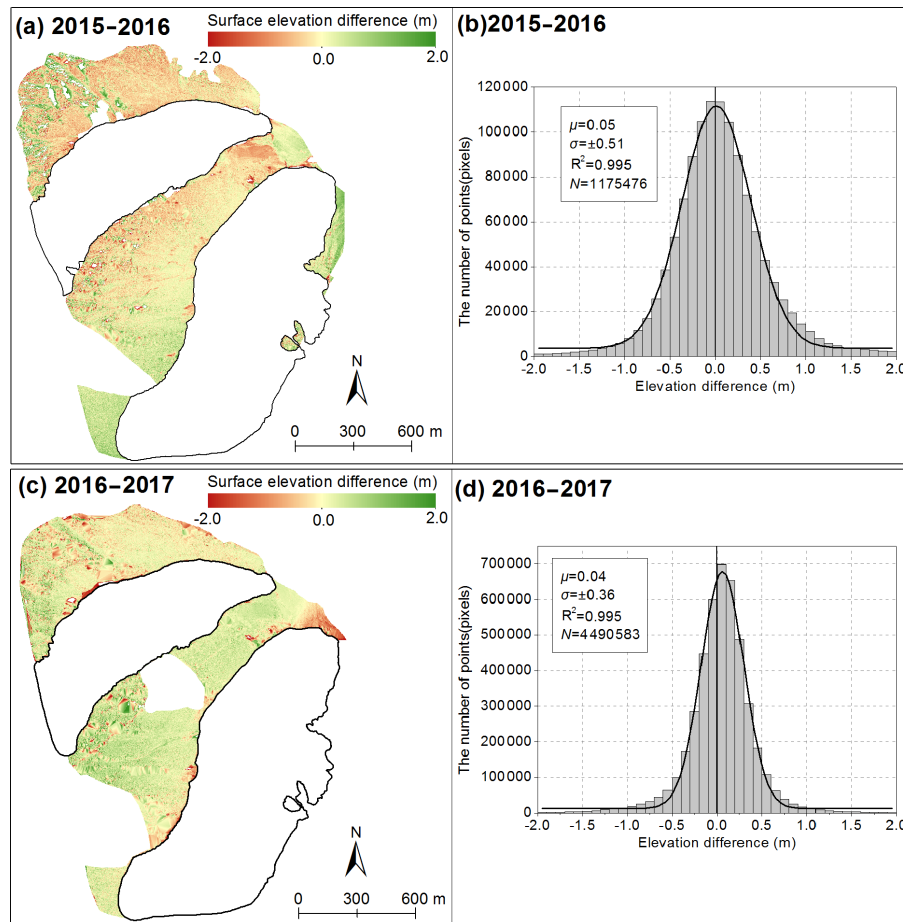 (a) 2015–2016
Surface elevation difference (m)
-2.0 0.0 2.0
N
0 300 600 m
(b)2015–2016
The number of points(pixels)
120000
100000
80000
60000
40000
20000
0
μ=0.05
σ=±0.51
R²=0.995
N=1175476
-2.0 -1.5 -1.0 -0.5 0.0 0.5 1.0 1.5 2.0
Elevation difference (m)
(c) 2016–2017
Surface elevation difference (m)
-2.0 0.0 2.0
N
0 300 600 m
(d) 2016–2017
The number of points(pixels)
700000
600000
500000
400000
300000
200000
100000
0
μ=0.04
σ=±0.36
R²=0.995
N=4490583
-2.0 -1.5 -1.0 -0.5 0.0 0.5 1.0 1.5 2.0
Elevation difference (m)